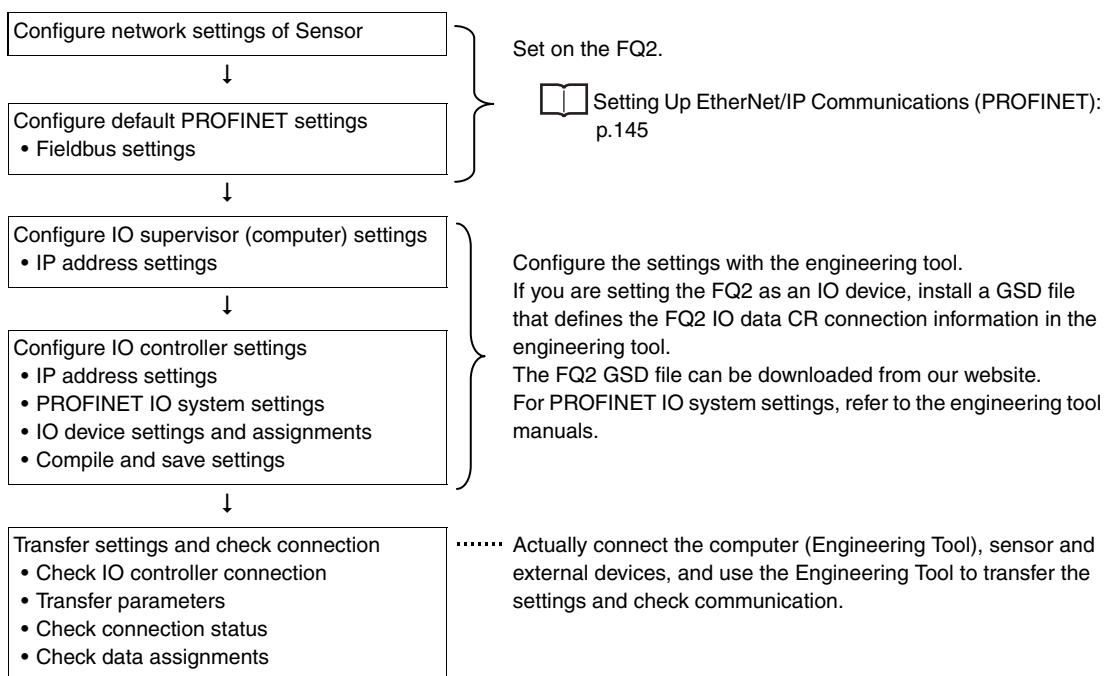 Configure network settings of Sensor
↓
Configure default PROFINET settings
• Fieldbus settings
Set on the FQ2.
Setting Up EtherNet/IP Communications (PROFINET):
p.145
↓
Configure IO supervisor (computer) settings
• IP address settings
↓
Configure IO controller settings
• IP address settings
• PROFINET IO system settings
• IO device settings and assignments
• Compile and save settings
Configure the settings with the engineering tool.
If you are setting the FQ2 as an IO device, install a GSD file
that defines the FQ2 IO data CR connection information in the
engineering tool.
The FQ2 GSD file can be downloaded from our website.
For PROFINET IO system settings, refer to the engineering tool
manuals.
↓
Transfer settings and check connection
• Check IO controller connection
• Transfer parameters
• Check connection status
• Check data assignments
Actually connect the computer (Engineering Tool), sensor and
external devices, and use the Engineering Tool to transfer the
settings and check communication.